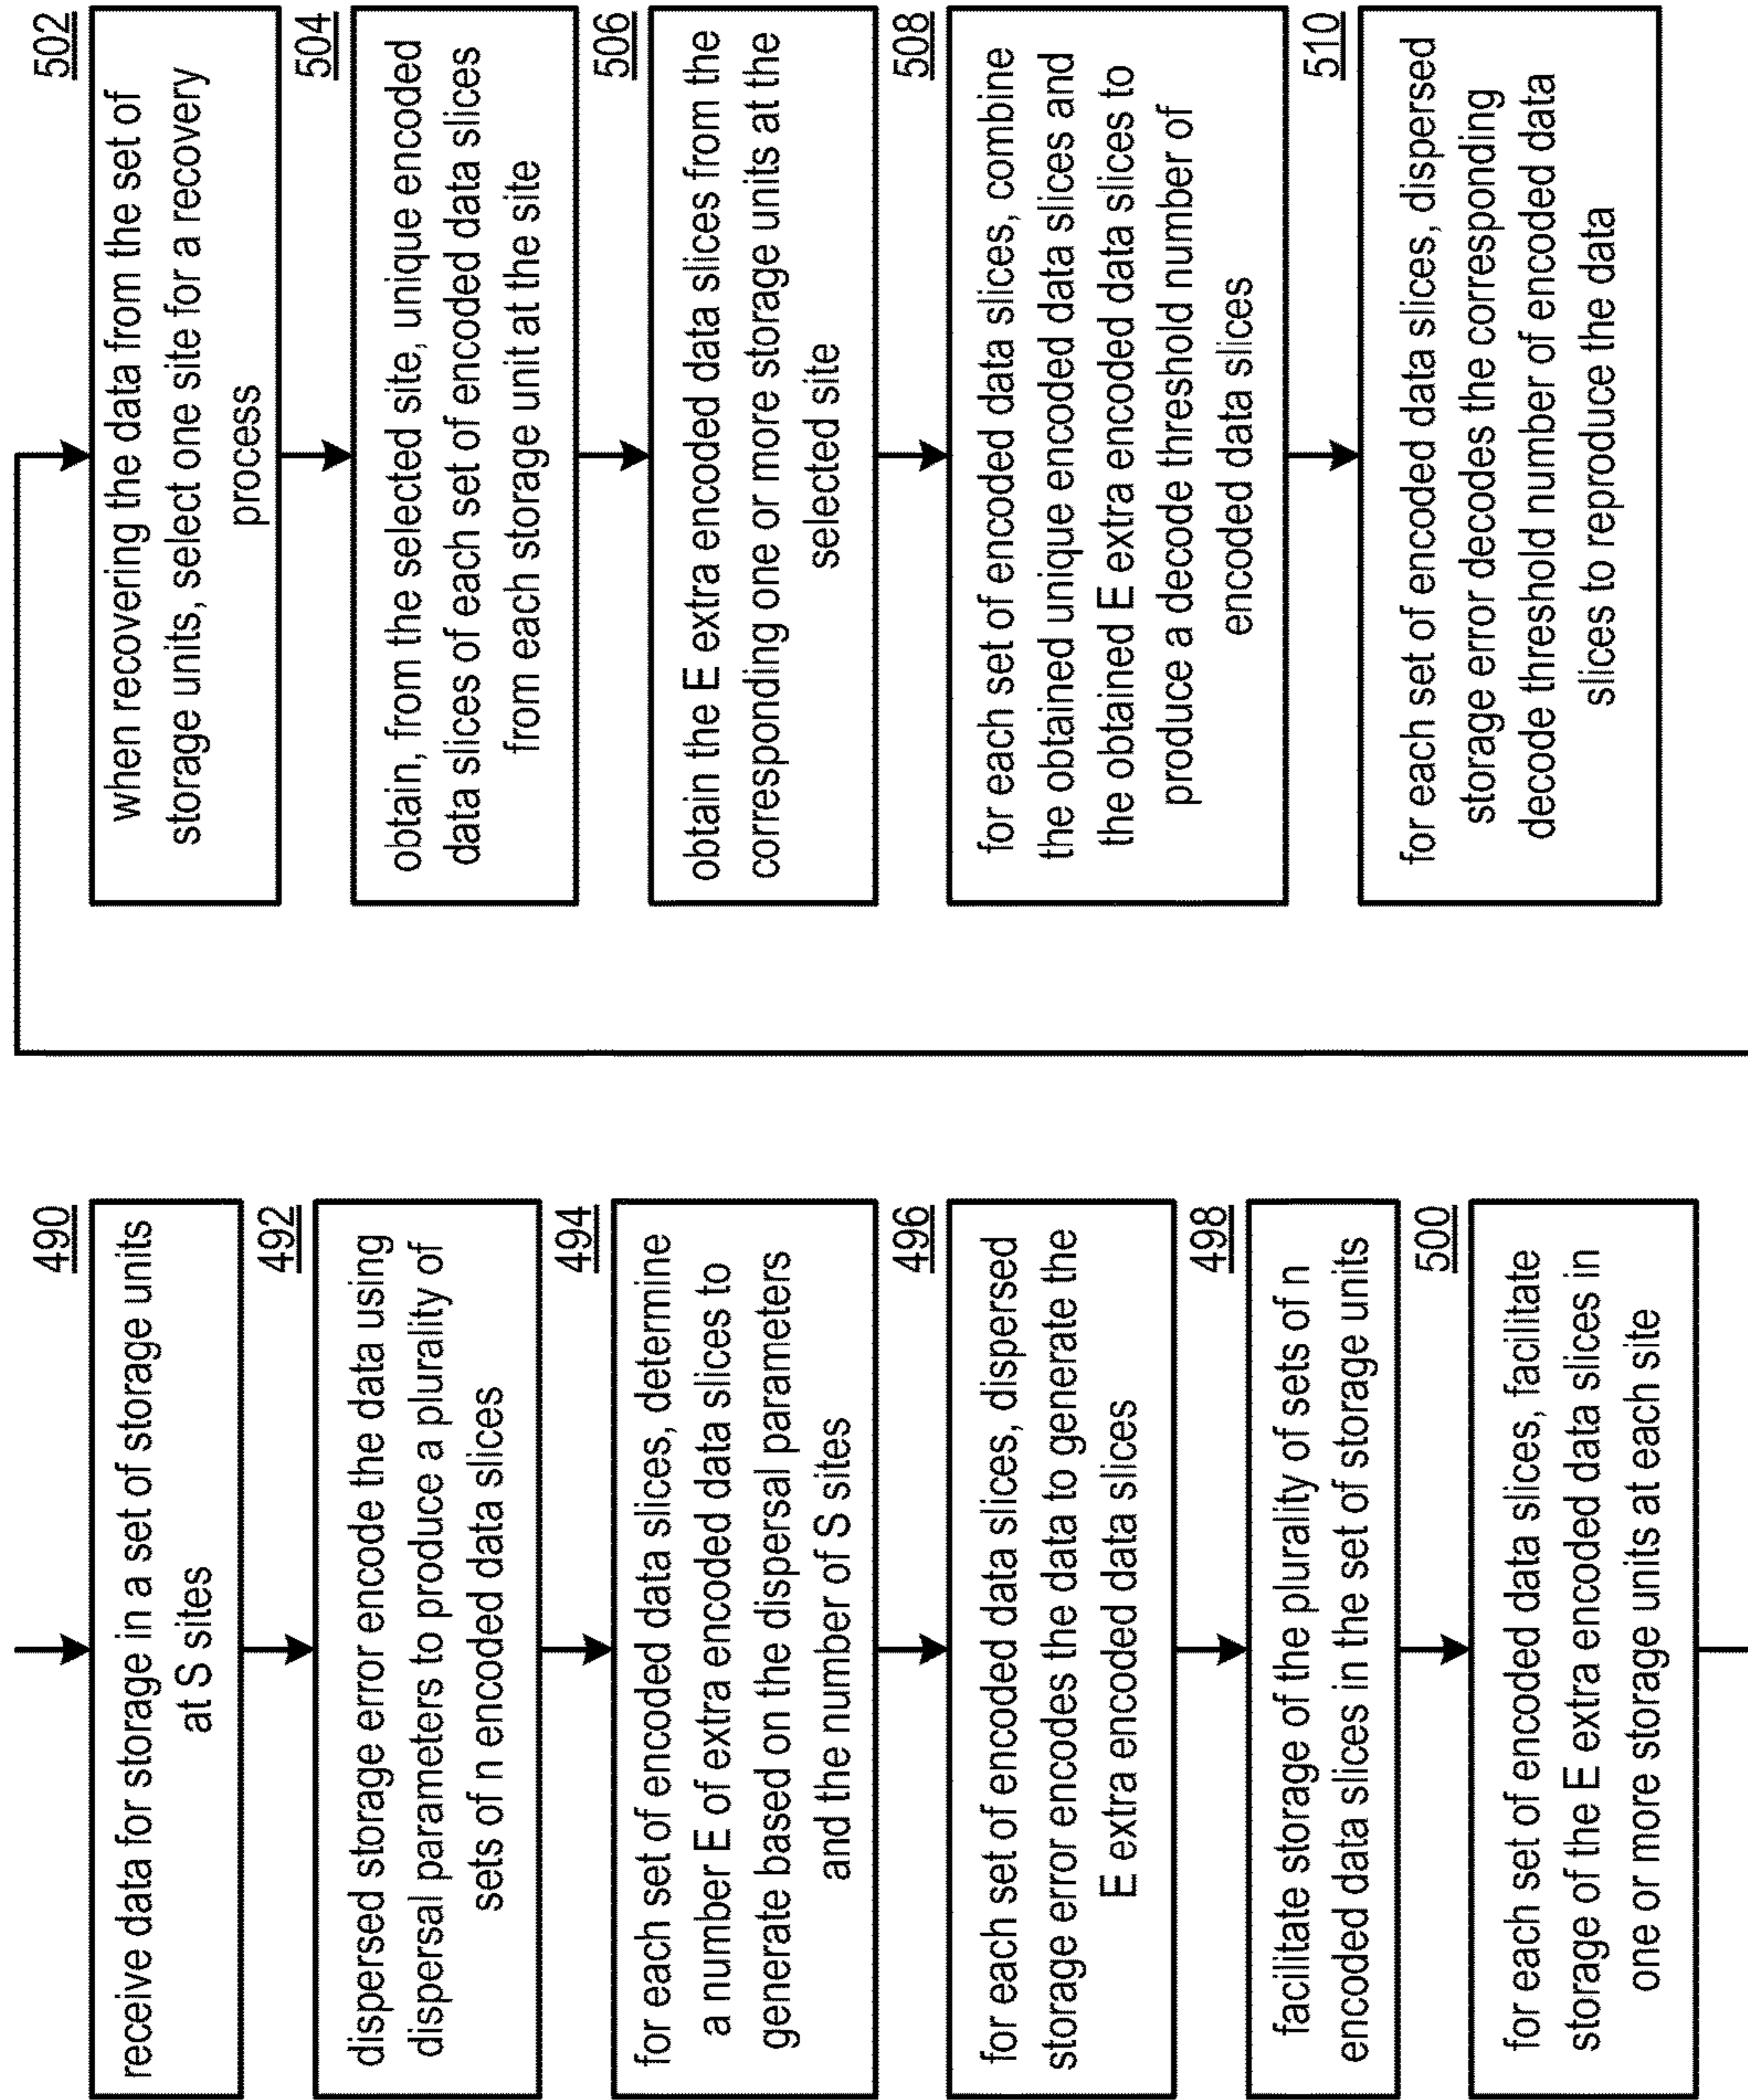 490
receive data for storage in a set of storage units
at S sites
492
dispersed storage error encode the data using
dispersal parameters to produce a plurality of
sets of n encoded data slices
494
for each set of encoded data slices, determine
a number E of extra encoded data slices to
generate based on the dispersal parameters
and the number of S sites
496
for each set of encoded data slices, dispersed
storage error encodes the data to generate the
E extra encoded data slices
498
facilitate storage of the plurality of sets of n
encoded data slices in the set of storage units
500
for each set of encoded data slices, facilitate
storage of the E extra encoded data slices in
one or more storage units at each site
502
when recovering the data from the set of
storage units, select one site for a recovery
process
504
obtain, from the selected site, unique encoded
data slices of each set of encoded data slices
from each storage unit at the site
506
obtain the E extra encoded data slices from the
corresponding one or more storage units at the
selected site
508
for each set of encoded data slices, combine
the obtained unique encoded data slices and
the obtained E extra encoded data slices to
produce a decode threshold number of
encoded data slices
510
for each set of encoded data slices, dispersed
storage error decodes the corresponding
decode threshold number of encoded data
slices to reproduce the data